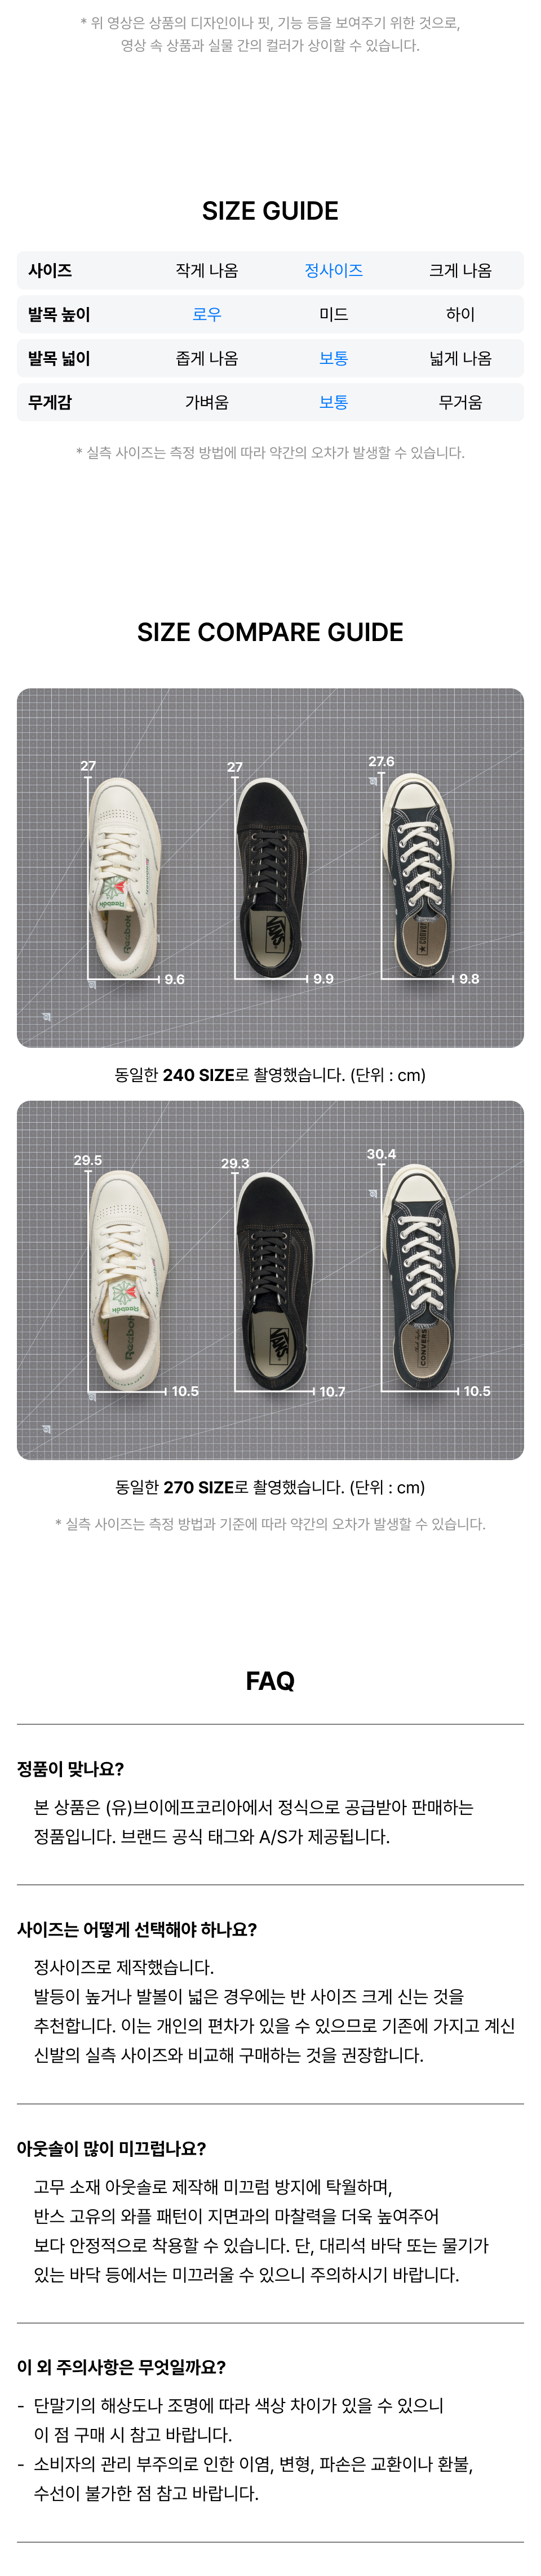 * 위 영상은 상품의 디자인이나 핏, 기능 등을 보여주기 위한 것으로,
영상 속 상품과 실물 간의 컬러가 상이할 수 있습니다.
SIZE GUIDE
사이즈 작게 나옴 정사이즈 크게 나옴
발목 높이 로우 미드 하이
발목 넓이 좁게 나옴 보통 넓게 나옴
무게감 가벼움 보통 무거움
* 실측 사이즈는 측정 방법에 따라 약간의 오차가 발생할 수 있습니다.
SIZE COMPARE GUIDE
27 27 27.6
Reebok
Reebok
VANS
CONVERSE
9.6 9.9 9.8
동일한 240 SIZE로 촬영했습니다. (단위 : cm)
29.5 29.3 30.4
Reebok
Reebok
VANS
CONVERSE
10.5 10.7 10.5
동일한 270 SIZE로 촬영했습니다. (단위 : cm)
* 실측 사이즈는 측정 방법과 기준에 따라 약간의 오차가 발생할 수 있습니다.
FAQ
정품이 맞나요?
본 상품은 (유)브이에프코리아에서 정식으로 공급받아 판매하는
정품입니다. 브랜드 공식 태그와 A/S가 제공됩니다.
사이즈는 어떻게 선택해야 하나요?
정사이즈로 제작했습니다.
발등이 높거나 발볼이 넓은 경우에는 반 사이즈 크게 신는 것을
추천합니다. 이는 개인의 편차가 있을 수 있으므로 기존에 가지고 계신
신발의 실측 사이즈와 비교해 구매하는 것을 권장합니다.
아웃솔이 많이 미끄럽나요?
고무 소재 아웃솔로 제작해 미끄럼 방지에 탁월하며,
반스 고유의 와플 패턴이 지면과의 마찰력을 더욱 높여주어
보다 안정적으로 착용할 수 있습니다. 단, 대리석 바닥 또는 물기가
있는 바닥 등에서는 미끄러울 수 있으니 주의하시기 바랍니다.
이 외 주의사항은 무엇일까요?
- 단말기의 해상도나 조명에 따라 색상 차이가 있을 수 있으니
이 점 구매 시 참고 바랍니다.
- 소비자의 관리 부주의로 인한 이염, 변형, 파손은 교환이나 환불,
수선이 불가한 점 참고 바랍니다.